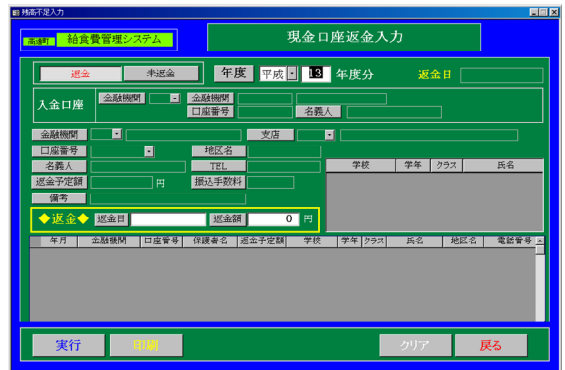 残高不足入力
高遠町 給食費管理システム 現金口座返金入力
返金 未返金 年度 平成 13 年度分 返金日
入金口座 金融機関 金融機関
口座番号 名義人
金融機関 支店
口座番号 地区名
名義人 TEL 学校 学年 クラス 氏名
返金予定額 円 振込手数料
備考
◆返金◆ 返金日 返金額 0 円
年月 金融機関 口座番号 保護者名 返金予定額 学校 学年 クラス 氏名 地区名 電話番号
実行 印刷 クリア 戻る